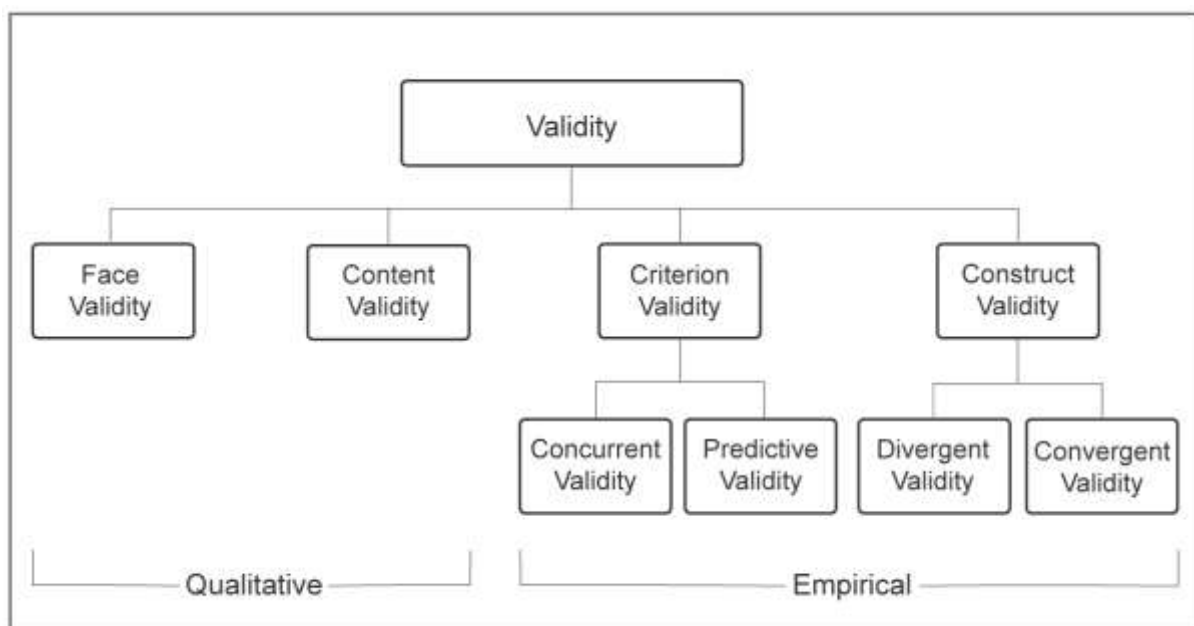 Validity
Face
Validity
Content
Validity
Criterion
Validity
Construct
Validity
Concurrent
Validity
Predictive
Validity
Divergent
Validity
Convergent
Validity
Qualitative
Empirical